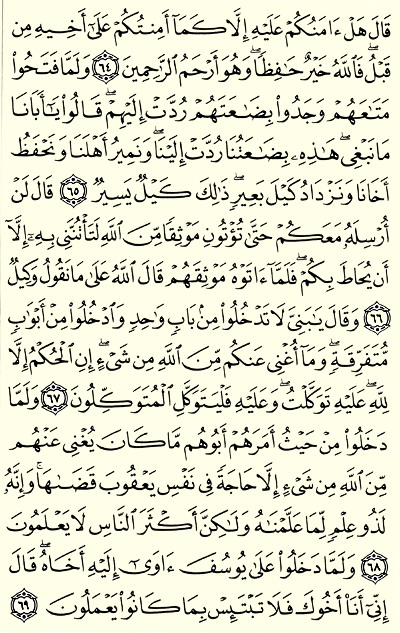 قَالَ هَلْ ءَامَنُكُمْ عَلَيْهِ إِلَّا كَمَآ أَمِنتُكُمْ عَلَىٰٓ أَخِيهِ مِن
قَبْلُ ۖ فَٱللَّهُ خَيْرٌ حَـٰفِظًا ۖ وَهُوَ أَرْحَمُ ٱلرَّٰحِمِينَ ٦٤ وَلَمَّا فَتَحُوا۟
مَتَـٰعَهُمْ وَجَدُوا۟ بِضَـٰعَتَهُمْ رُدَّتْ إِلَيْهِمْ ۖ قَالُوا۟ يَـٰٓأَبَانَا
مَا نَبْغِى ۖ هَـٰذِهِۦ بِضَـٰعَتُنَا رُدَّتْ إِلَيْنَا ۖ وَنَمِيرُ أَهْلَنَا وَنَحْفَظُ
أَخَانَا وَنَزْدَادُ كَيْلَ بَعِيرٍ ۖ ذَٰلِكَ كَيْلٌ يَسِيرٌ ٦٥ قَالَ لَنْ
أُرْسِلَهُۥ مَعَكُمْ حَتَّىٰ تُؤْتُونِ مَوْثِقًا مِّنَ ٱللَّهِ لَتَأْتُنَّنِى بِهِۦٓ إِلَّآ
أَن يُحَاطَ بِكُمْ ۖ فَلَمَّآ ءَاتَوْهُ مَوْثِقَهُمْ قَالَ ٱللَّهُ عَلَىٰ مَا نَقُولُ وَكِيلٌ
٦٦ وَقَالَ يَـٰبَنِىَّ لَا تَدْخُلُوا۟ مِنۢ بَابٍ وَٰحِدٍ وَٱدْخُلُوا۟ مِنْ أَبْوَٰبٍ
مُّتَفَرِّقَةٍ ۖ وَمَآ أُغْنِى عَنكُم مِّنَ ٱللَّهِ مِن شَىْءٍ ۖ إِنِ ٱلْحُكْمُ إِلَّا
لِلَّهِ ۖ عَلَيْهِ تَوَكَّلْتُ ۖ وَعَلَيْهِ فَلْيَتَوَكَّلِ ٱلْمُتَوَكِّلُونَ ٦٧ وَلَمَّا
دَخَلُوا۟ مِنْ حَيْثُ أَمَرَهُمْ أَبُوهُم مَّا كَانَ يُغْنِى عَنْهُم
مِّنَ ٱللَّهِ مِن شَىْءٍ إِلَّا حَاجَةً فِى نَفْسِ يَعْقُوبَ قَضَىٰهَا ۚ وَإِنَّهُۥ
لَذُو عِلْمٍ لِّمَا عَلَّمْنَـٰهُ وَلَـٰكِنَّ أَكْثَرَ ٱلنَّاسِ لَا يَعْلَمُونَ
٦٨ وَلَمَّا دَخَلُوا۟ عَلَىٰ يُوسُفَ ءَاوَىٰٓ إِلَيْهِ أَخَاهُ ۖ قَالَ
إِنِّىٓ أَنَا۠ أَخُوكَ فَلَا تَبْتَئِسْ بِمَا كَانُوا۟ يَعْمَلُونَ ٦٩